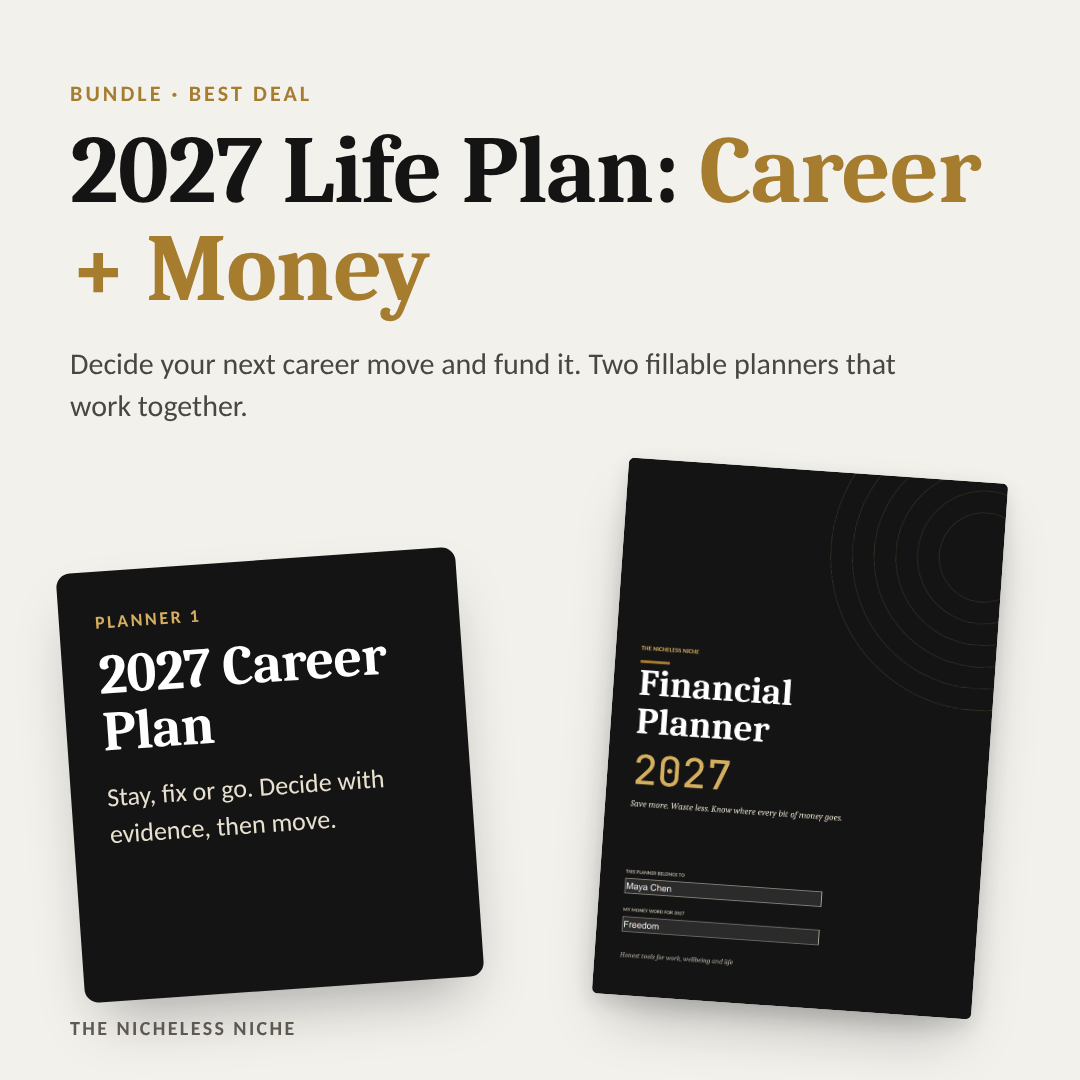 BUNDLE · BEST DEAL
2027 Life Plan: Career
+ Money
Decide your next career move and fund it. Two fillable planners that
work together.
PLANNER 1
2027 Career
Plan
Stay, fix or go. Decide with
evidence, then move.
THE NICHELESS NICHE
Financial
Planner
2027
Save more. Waste less. Know where every bit of money goes.
THIS PLANNER BELONGS TO
Maya Chen
MY MONEY WORD FOR 2027
Freedom
Honest tools for work, wellbeing and life
THE NICHELESS NICHE